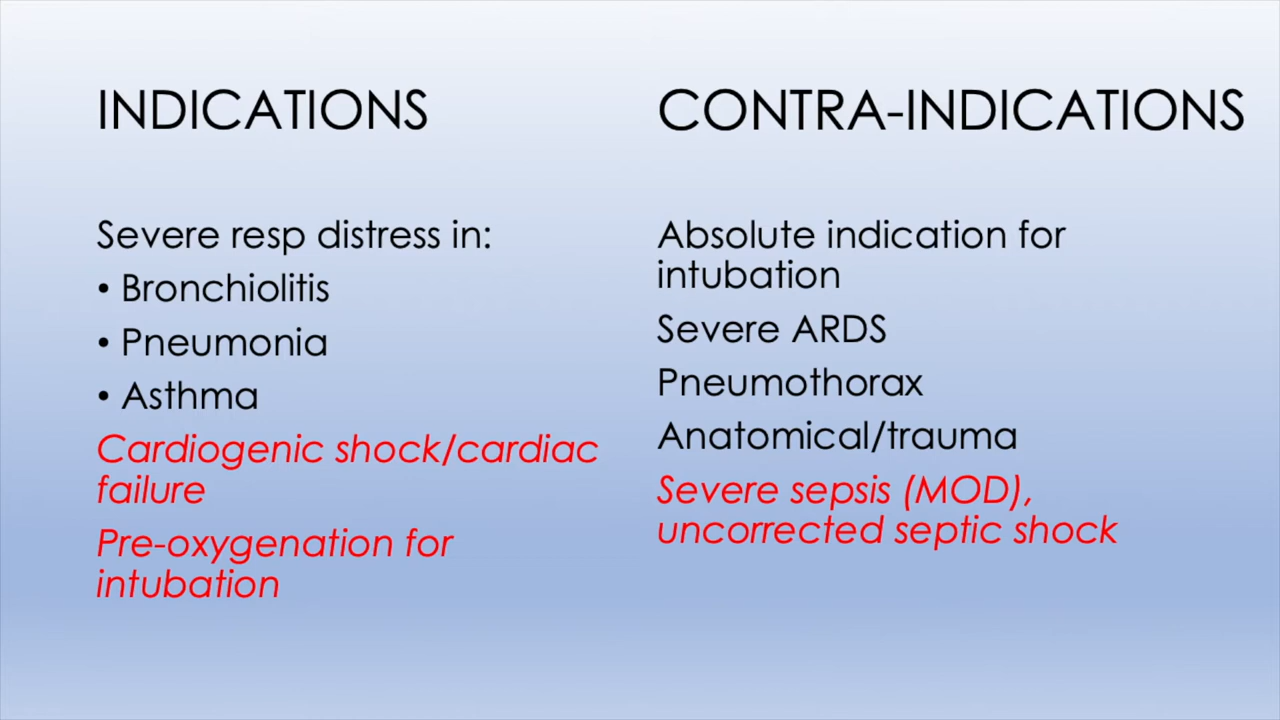 INDICATIONS
Severe resp distress in:
• Bronchiolitis
• Pneumonia
• Asthma
Cardiogenic shock/cardiac
failure
Pre-oxygenation for
intubation
CONTRA-INDICATIONS
Absolute indication for
intubation
Severe ARDS
Pneumothorax
Anatomical/trauma
Severe sepsis (MOD),
uncorrected septic shock